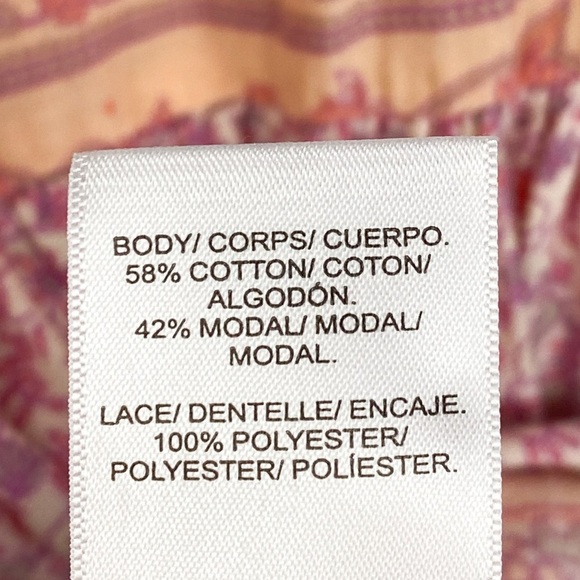 BODY/ CORPS/ CUERPO.
58% COTTON/ COTON/
ALGODÓN.
42% MODAL/ MODAL/
MODAL.
LACE/ DENTELLE/ ENCAJE.
100% POLYESTER/
POLYESTER/ POLÍESTER.